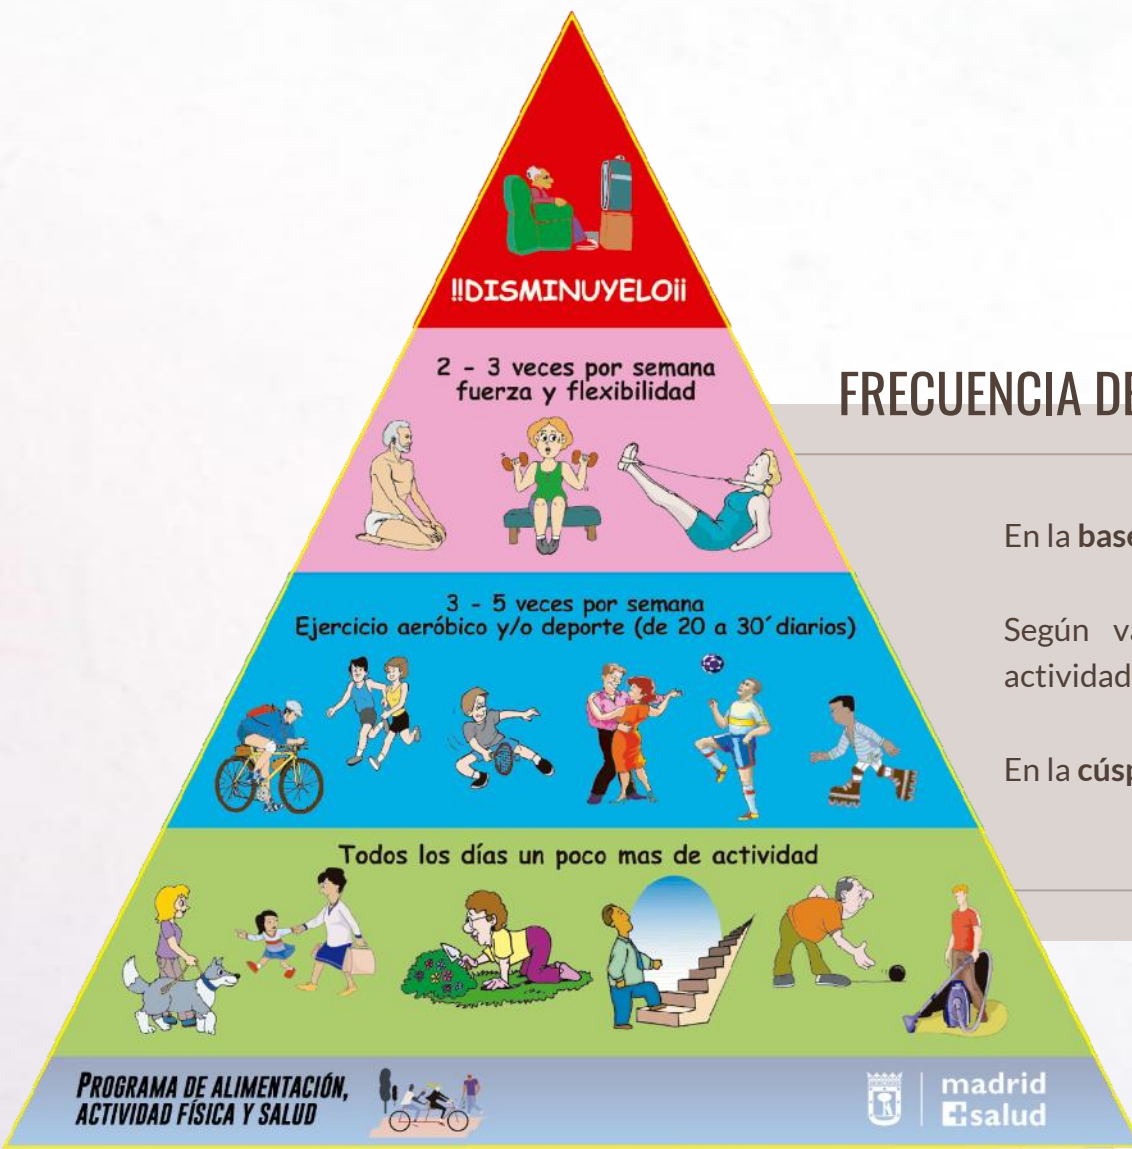 !!DISMINUYELO¡¡
2 - 3 veces por semana
fuerza y flexibilidad
3 - 5 veces por semana
Ejercicio aeróbico y/o deporte (de 20 a 30´ diarios)
Todos los días un poco mas de actividad
PROGRAMA DE ALIMENTACIÓN,
ACTIVIDAD FÍSICA Y SALUD
madrid
salud
FRECUENCIA DE
En la base
Según
actividad
En la